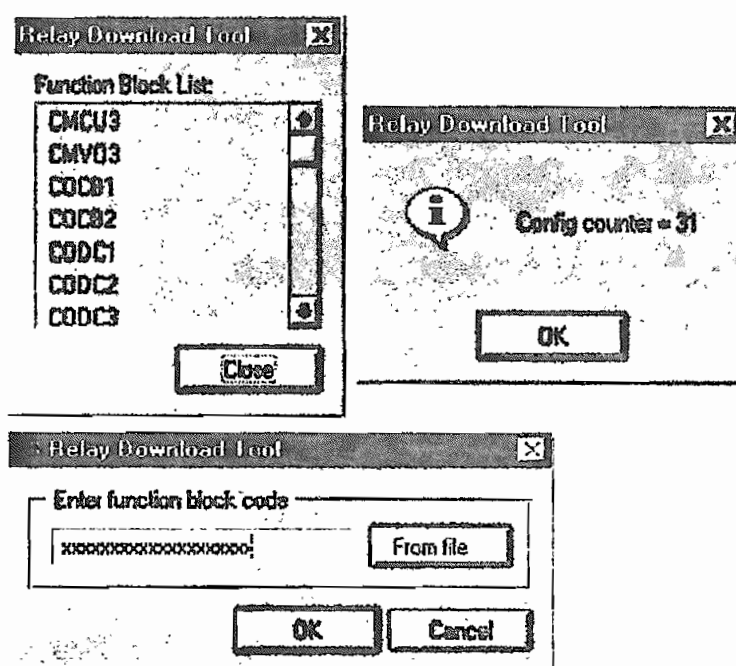 Relay Download Tool
Function Block List:
CMCU3
CMVO3
COCB1
COCB2
CODC1
CODC2
CODC3
Close
Relay Download Tool
Config counter = 31
OK
Relay Download Tool
Enter function block code
From file
OK
Cancel